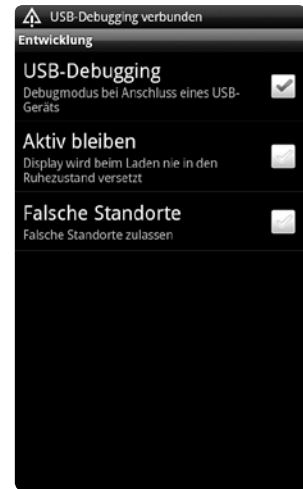 USB-Debugging verbunden
Entwicklung
USB-Debugging
Debugmodus bei Anschluss eines USB-
Geräts
Aktiv bleiben
Display wird beim Laden nie in den
Ruhezustand versetzt
Falsche Standorte
Falsche Standorte zulassen